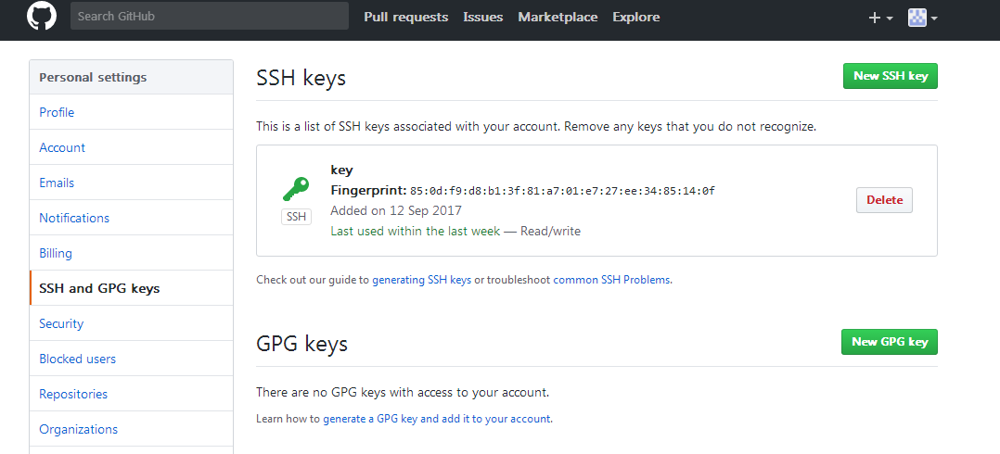 Search GitHub
Pull requests
Issues
Marketplace
Explore
Personal settings
Profile
Account
Emails
Notifications
Billing
SSH and GPG keys
Security
Blocked users
Repositories
Organizations
SSH keys
New SSH key
This is a list of SSH keys associated with your account. Remove any keys that you do not recognize.
SSH
key
Fingerprint: 85:0d:f9:d8:b1:3f:81:a7:01:e7:27:ee:34:85:14:0f
Added on 12 Sep 2017
Last used within the last week — Read/write
Delete
Check out our guide to generating SSH keys or troubleshoot common SSH Problems.
GPG keys
New GPG key
There are no GPG keys with access to your account.
Learn how to generate a GPG key and add it to your account.